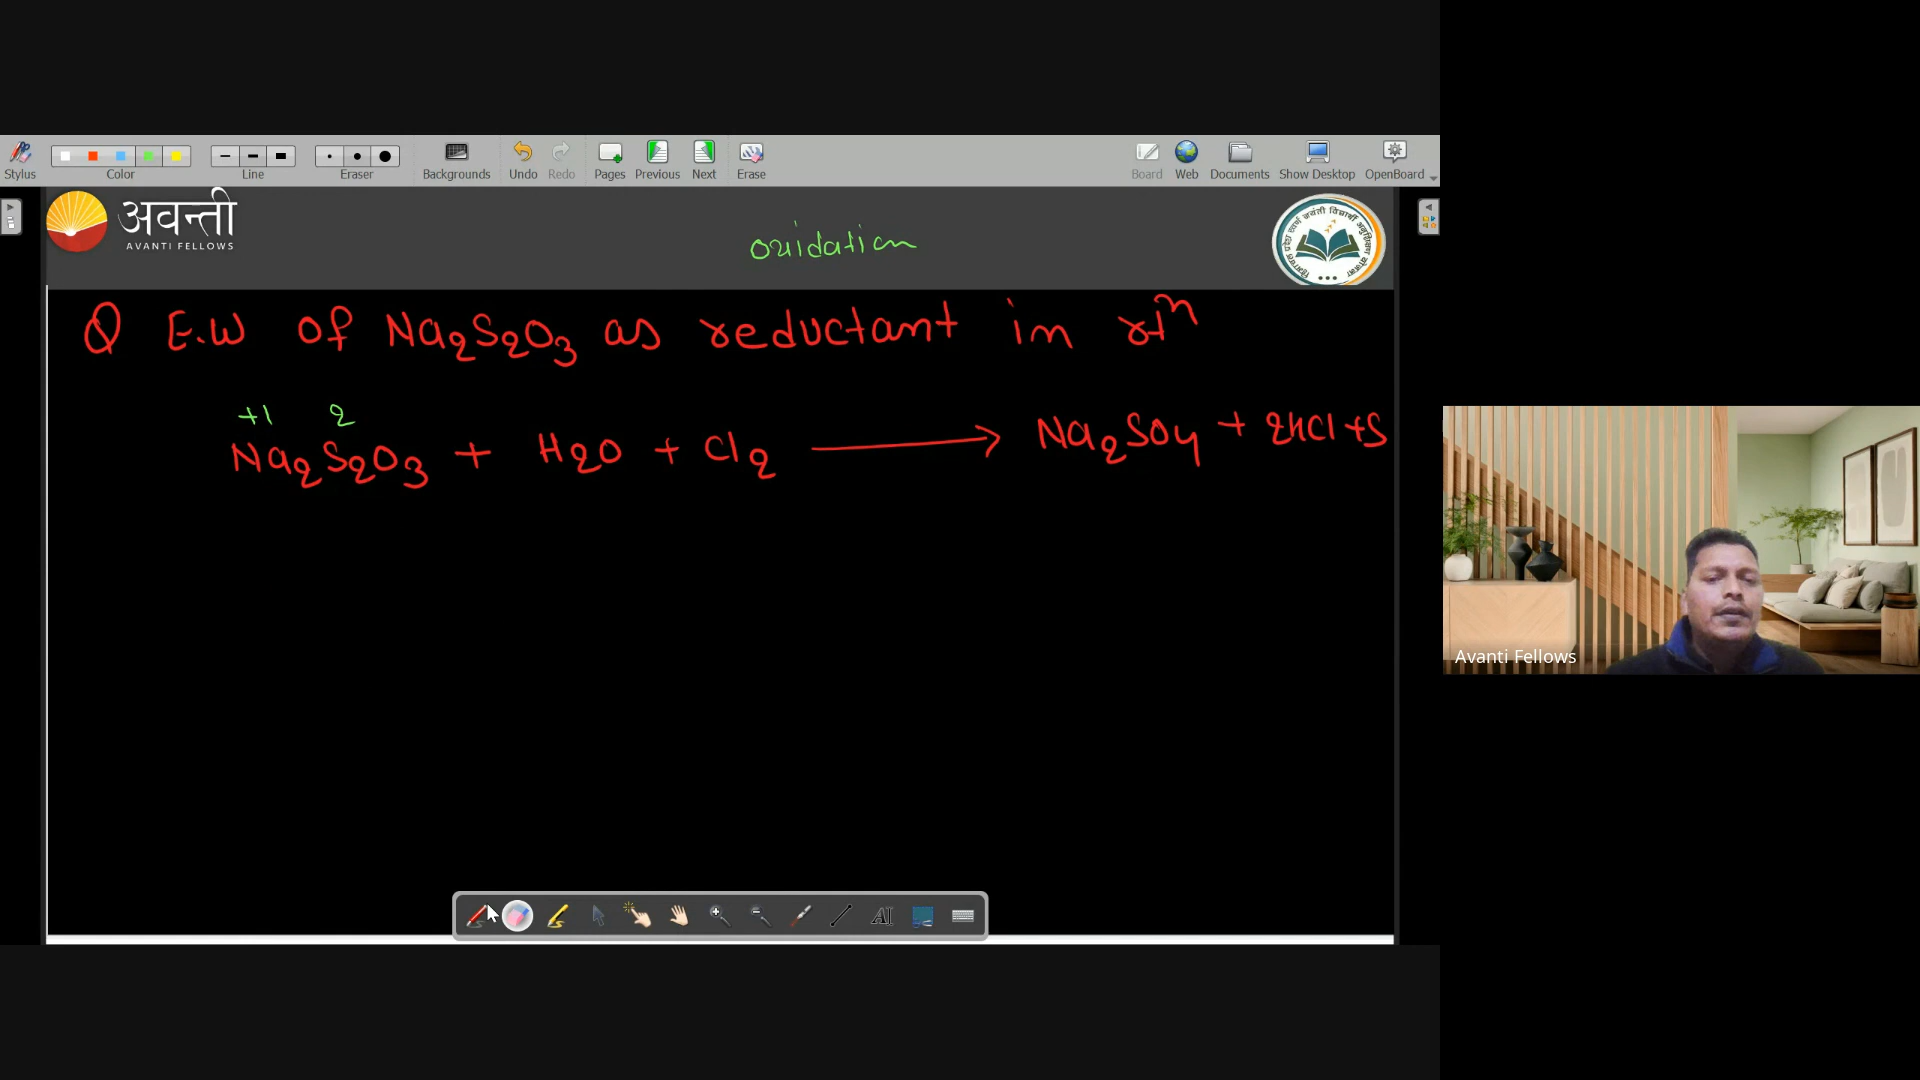 Stylus Color Line Eraser Backgrounds Undo Redo Pages Previous Next Erase Board Web Documents Show Desktop OpenBoard
अवन्ती
AVANTI FELLOWS
oxidation
Q E.W of Na2S2O3 as reductant in rxn
+1 2
Na2S2O3 + H2O + Cl2 → Na2SO4 + 2HCl + S
Avanti Fellows